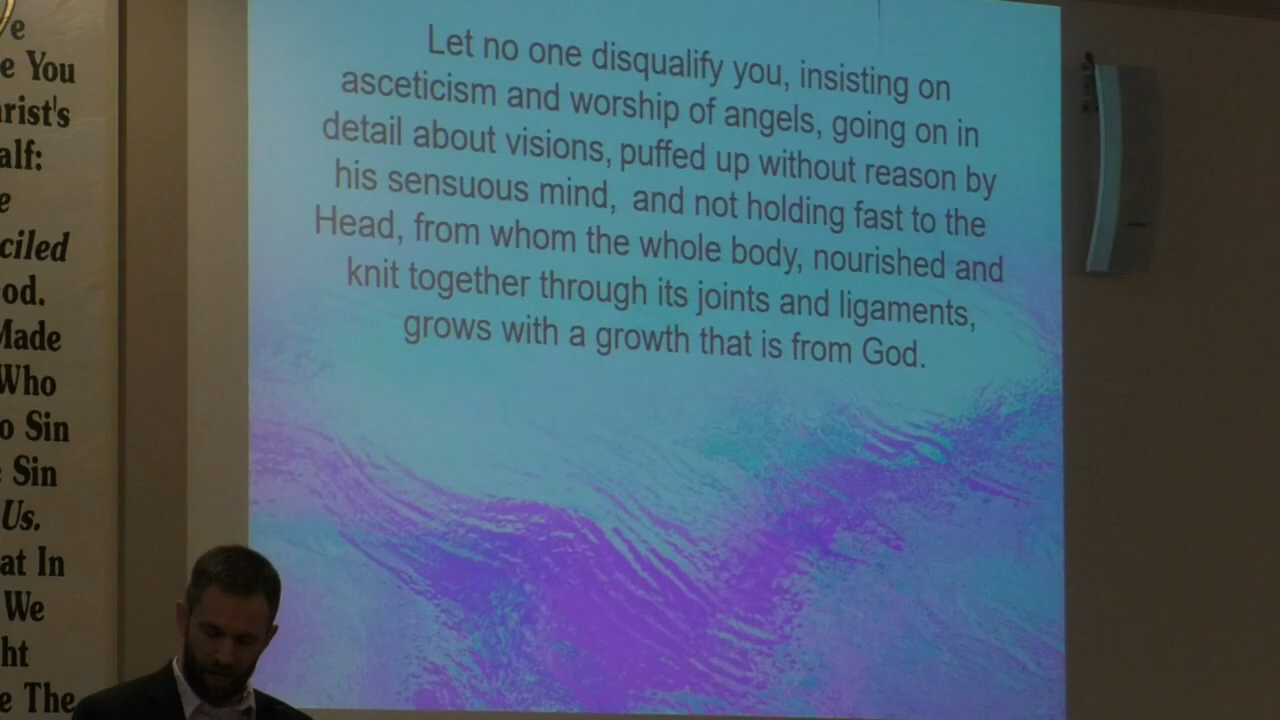 e
e You
rist's
alf:
e
ciled
od.
Made
Who
o Sin
Sin
Us.
at In
We
ht
e The
Let no one disqualify you, insisting on
asceticism and worship of angels, going on in
detail about visions, puffed up without reason by
his sensuous mind, and not holding fast to the
Head, from whom the whole body, nourished and
knit together through its joints and ligaments,
grows with a growth that is from God.